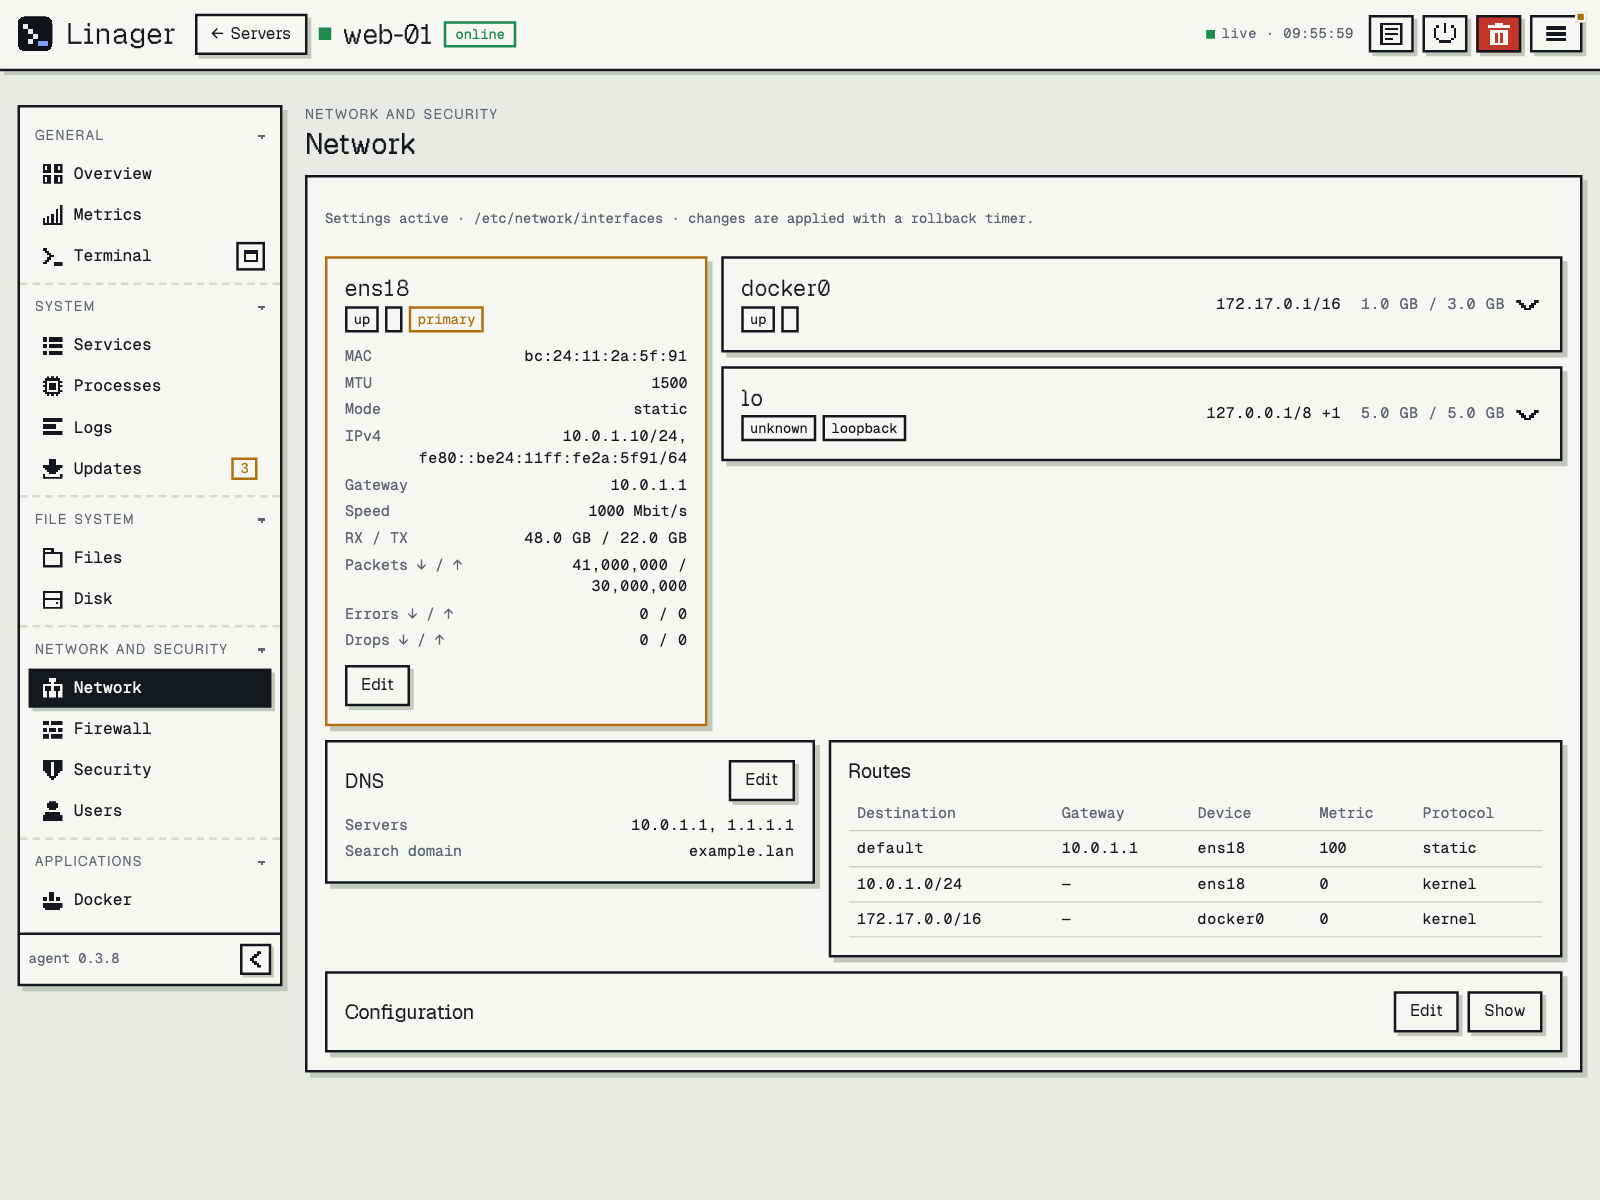 Linager
← Servers
web-01
online
live · 09:55:59
GENERAL
Overview
Metrics
Terminal
SYSTEM
Services
Processes
Logs
Updates
3
FILE SYSTEM
Files
Disk
NETWORK AND SECURITY
Network
Firewall
Security
Users
APPLICATIONS
Docker
agent 0.3.8
NETWORK AND SECURITY
Network
Settings active · /etc/network/interfaces · changes are applied with a rollback timer.
ens18
up
primary
MAC bc:24:11:2a:5f:91
MTU 1500
Mode static
IPv4 10.0.1.10/24,
fe80::be24:11ff:fe2a:5f91/64
Gateway 10.0.1.1
Speed 1000 Mbit/s
RX / TX 48.0 GB / 22.0 GB
Packets ↓ / ↑ 41,000,000 /
30,000,000
Errors ↓ / ↑ 0 / 0
Drops ↓ / ↑ 0 / 0
Edit
docker0
up
172.17.0.1/16 1.0 GB / 3.0 GB
lo
unknown loopback
127.0.0.1/8 +1 5.0 GB / 5.0 GB
DNS
Edit
Servers 10.0.1.1, 1.1.1.1
Search domain example.lan
Routes
Destination Gateway Device Metric Protocol
default 10.0.1.1 ens18 100 static
10.0.1.0/24 – ens18 0 kernel
172.17.0.0/16 – docker0 0 kernel
Configuration
Edit
Show